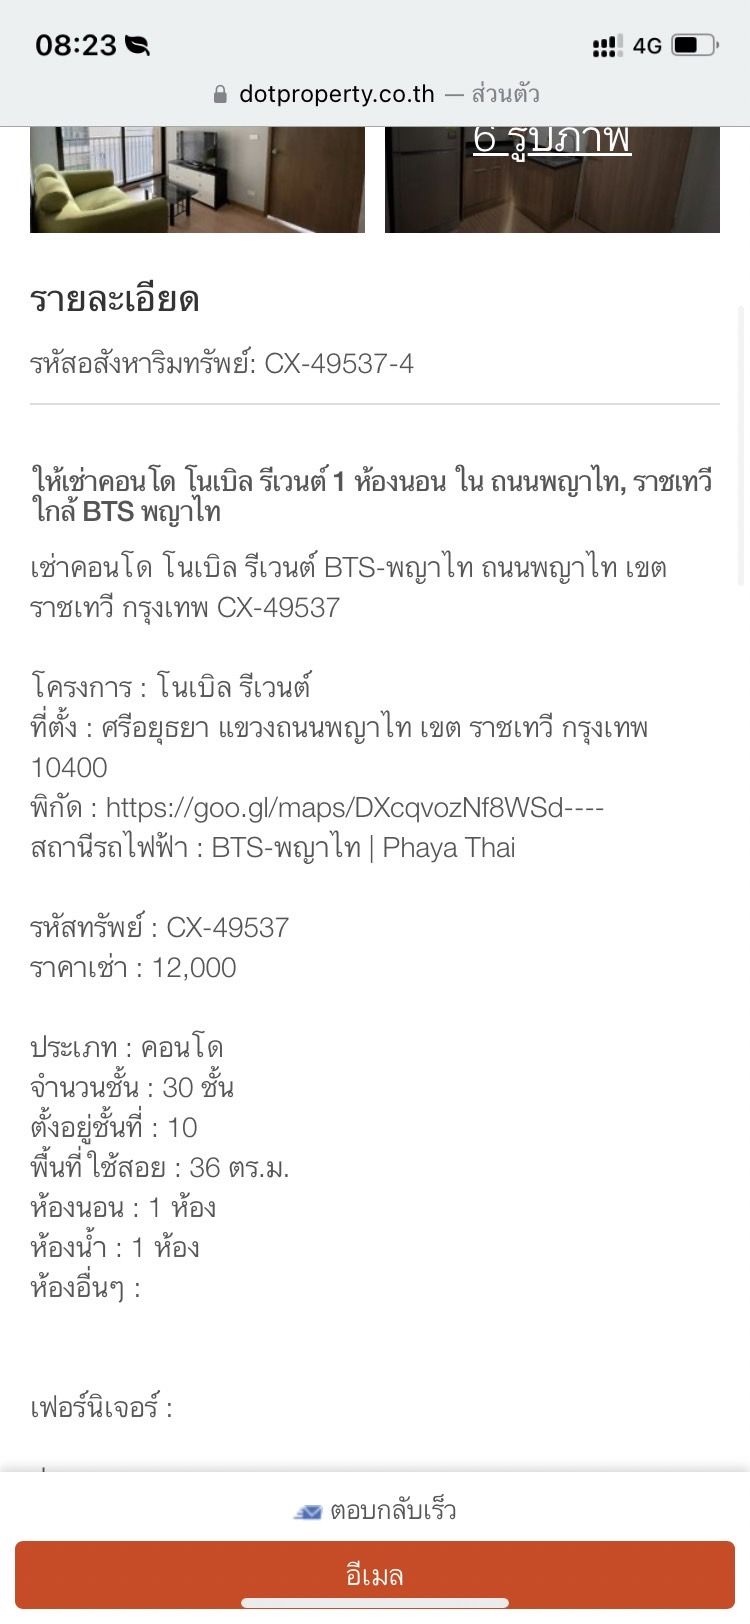 08:23
4G
dotproperty.co.th — ส่วนตัว
6 รูปภาพ
รายละเอียด
รหัสอสังหาริมทรัพย์: CX-49537-4
ให้เช่าคอนโด โนเบิล รีเวนต์ 1 ห้องนอน ใน ถนนพญาไท, ราชเทวี
ใกล้ BTS พญาไท
เช่าคอนโด โนเบิล รีเวนต์ BTS-พญาไท ถนนพญาไท เขต
ราชเทวี กรุงเทพ CX-49537
โครงการ : โนเบิล รีเวนต์
ที่ตั้ง : ศรีอยุธยา แขวงถนนพญาไท เขต ราชเทวี กรุงเทพ
10400
พิกัด : https://goo.gl/maps/DXcqvozNf8WSd----
สถานีรถไฟฟ้า : BTS-พญาไท | Phaya Thai
รหัสทรัพย์ : CX-49537
ราคาเช่า : 12,000
ประเภท : คอนโด
จำนวนชั้น : 30 ชั้น
ตั้งอยู่ชั้นที่ : 10
พื้นที่ใช้สอย : 36 ตร.ม.
ห้องนอน : 1 ห้อง
ห้องน้ำ : 1 ห้อง
ห้องอื่นๆ :
เฟอร์นิเจอร์ :
ตอบกลับเร็ว
อีเมล